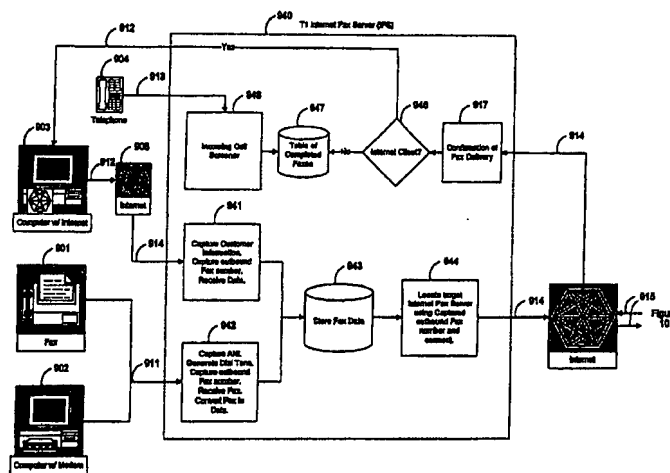 940
T1 Internet Fax Server (IFS)
912
Yes
904
913
Telephone
948
Incoming Call
Screener
947
Table of
Completed
Faxes
946
Internet Client?
No
917
Confirmation of
Fax Delivery
914
903
912
908
Internet
Computer w/ Internet
914
941
Capture Customer
Information,
Capture outbound
Fax number,
Receive Data.
901
Fax
943
Store Fax Data
944
Locate target
Internet Fax Server
using Captured
outbound Fax
number and
connect.
914
Internet
915
Figure
10
942
Capture ANI,
Generate Dial Tone,
Capture outbound
Fax number,
Receive Fax,
Convert Fax to
Data.
911
902
Computer w/ Modem